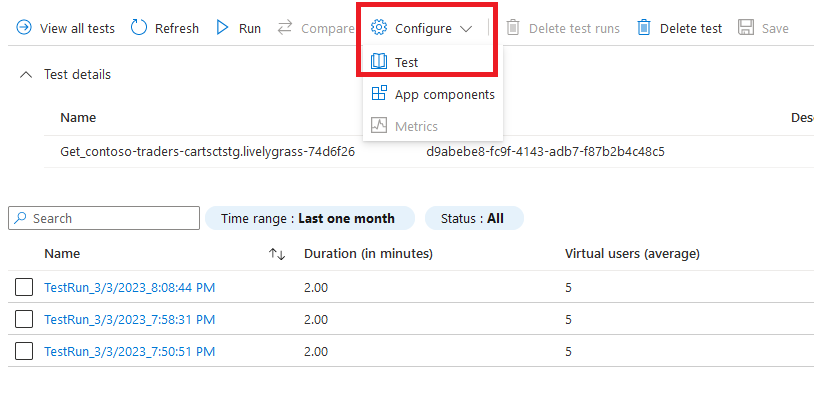 View all tests Refresh Run Compare Configure Delete test runs Delete test Save
Test
App components
Metrics
Test details
Name Des
Get_contoso-traders-cartsctstg.livelygrass-74d6f26 d9abebe8-fc9f-4143-adb7-f87b2b4c48c5
Search Time range : Last one month Status : All
Name Duration (in minutes) Virtual users (average)
TestRun_3/3/2023_8:08:44 PM 2.00 5
TestRun_3/3/2023_7:58:31 PM 2.00 5
TestRun_3/3/2023_7:50:51 PM 2.00 5